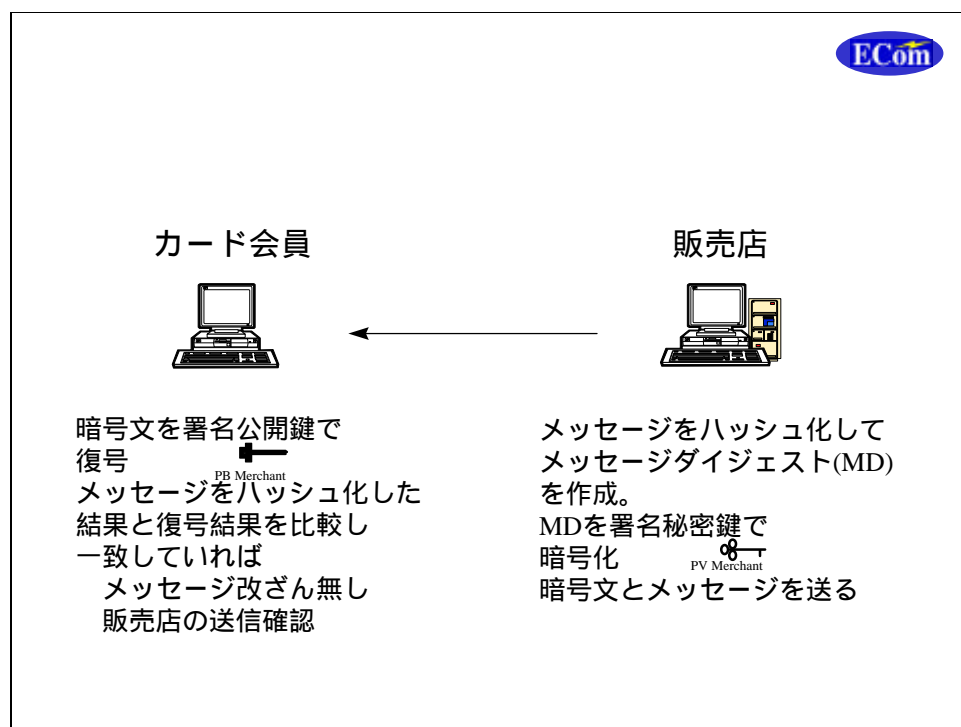 ECom
カード会員
販売店
暗号文を署名公開鍵で
復号
PB Merchant
メッセージをハッシュ化した
結果と復号結果を比較し
一致していれば
メッセージ改ざん無し
販売店の送信確認
メッセージをハッシュ化して
メッセージダイジェスト(MD)
を作成。
MDを署名秘密鍵で
暗号化
PV Merchant
暗号文とメッセージを送る